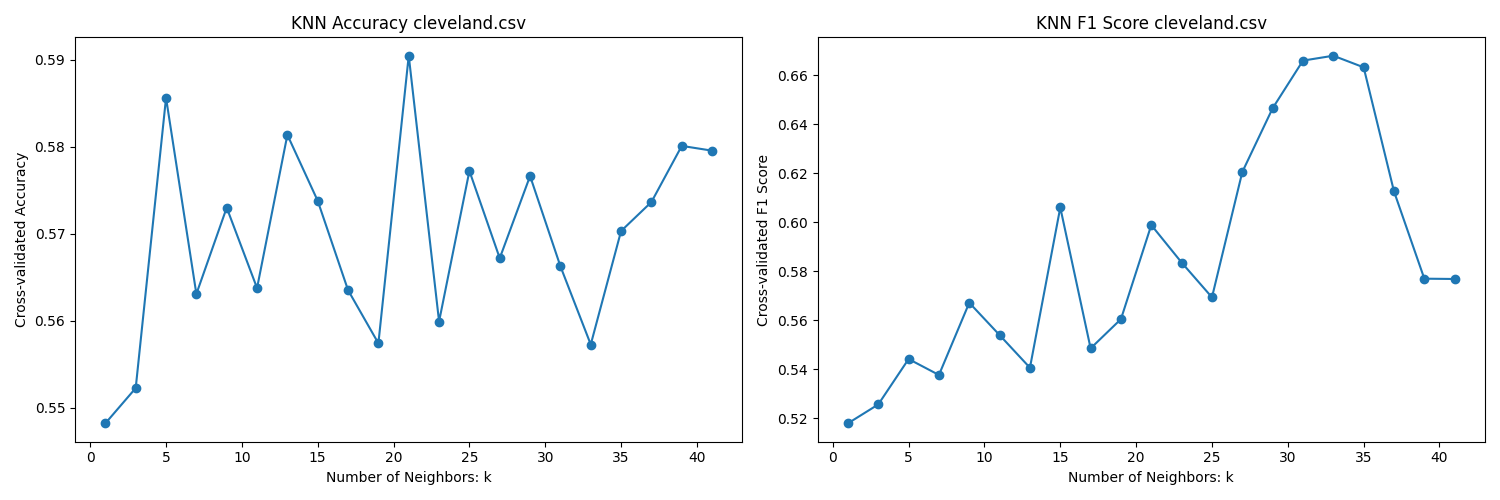 KNN Accuracy cleveland.csv
Cross-validated Accuracy
0.59
0.58
0.57
0.56
0.55
0 5 10 15 20 25 30 35 40
Number of Neighbors: k
KNN F1 Score cleveland.csv
Cross-validated F1 Score
0.66
0.64
0.62
0.60
0.58
0.56
0.54
0.52
0 5 10 15 20 25 30 35 40
Number of Neighbors: k